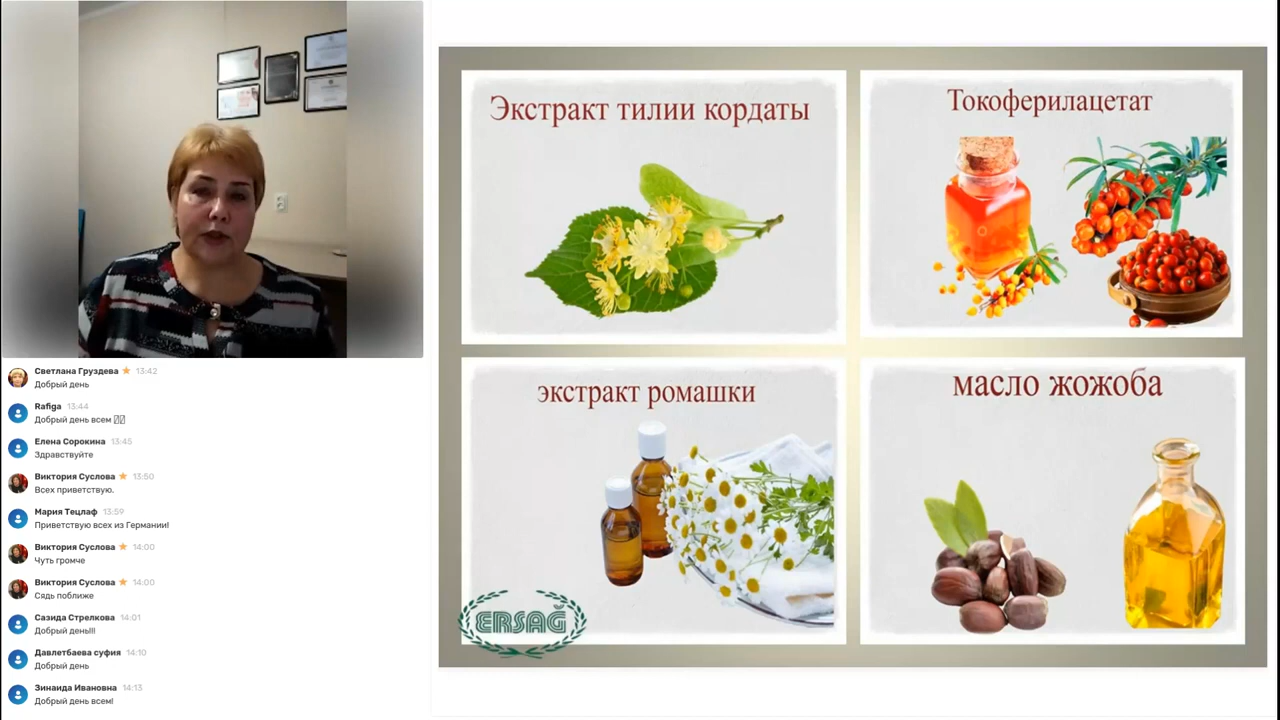 Экстракт тилии кордаты
Токоферилацетат
экстракт ромашки
масло жожоба
ERSAĞ
Светлана Груздева 13:42
Добрый день
Rafiga 13:44
Добрый день всем
Елена Сорокина 13:45
Здравствуйте
Виктория Суслова 13:50
Всех приветствую.
Мария Тецлаф 13:59
Приветствую всех из Германии!
Виктория Суслова 14:00
Чуть громче
Виктория Суслова 14:00
Сядь поближе
Сазида Стрелкова 14:01
Добрый день!!!
Давлетбаева суфия 14:10
Добрый день
Зинаида Ивановна 14:13
Добрый день всем!